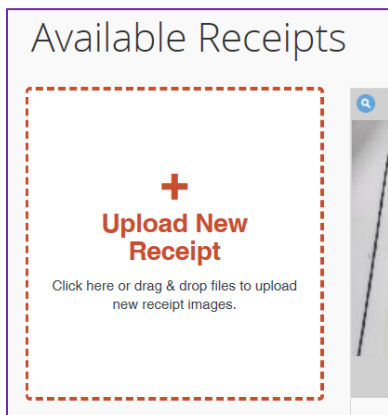 Available Receipts
Upload New
Receipt
Click here or drag & drop files to upload
new receipt images.